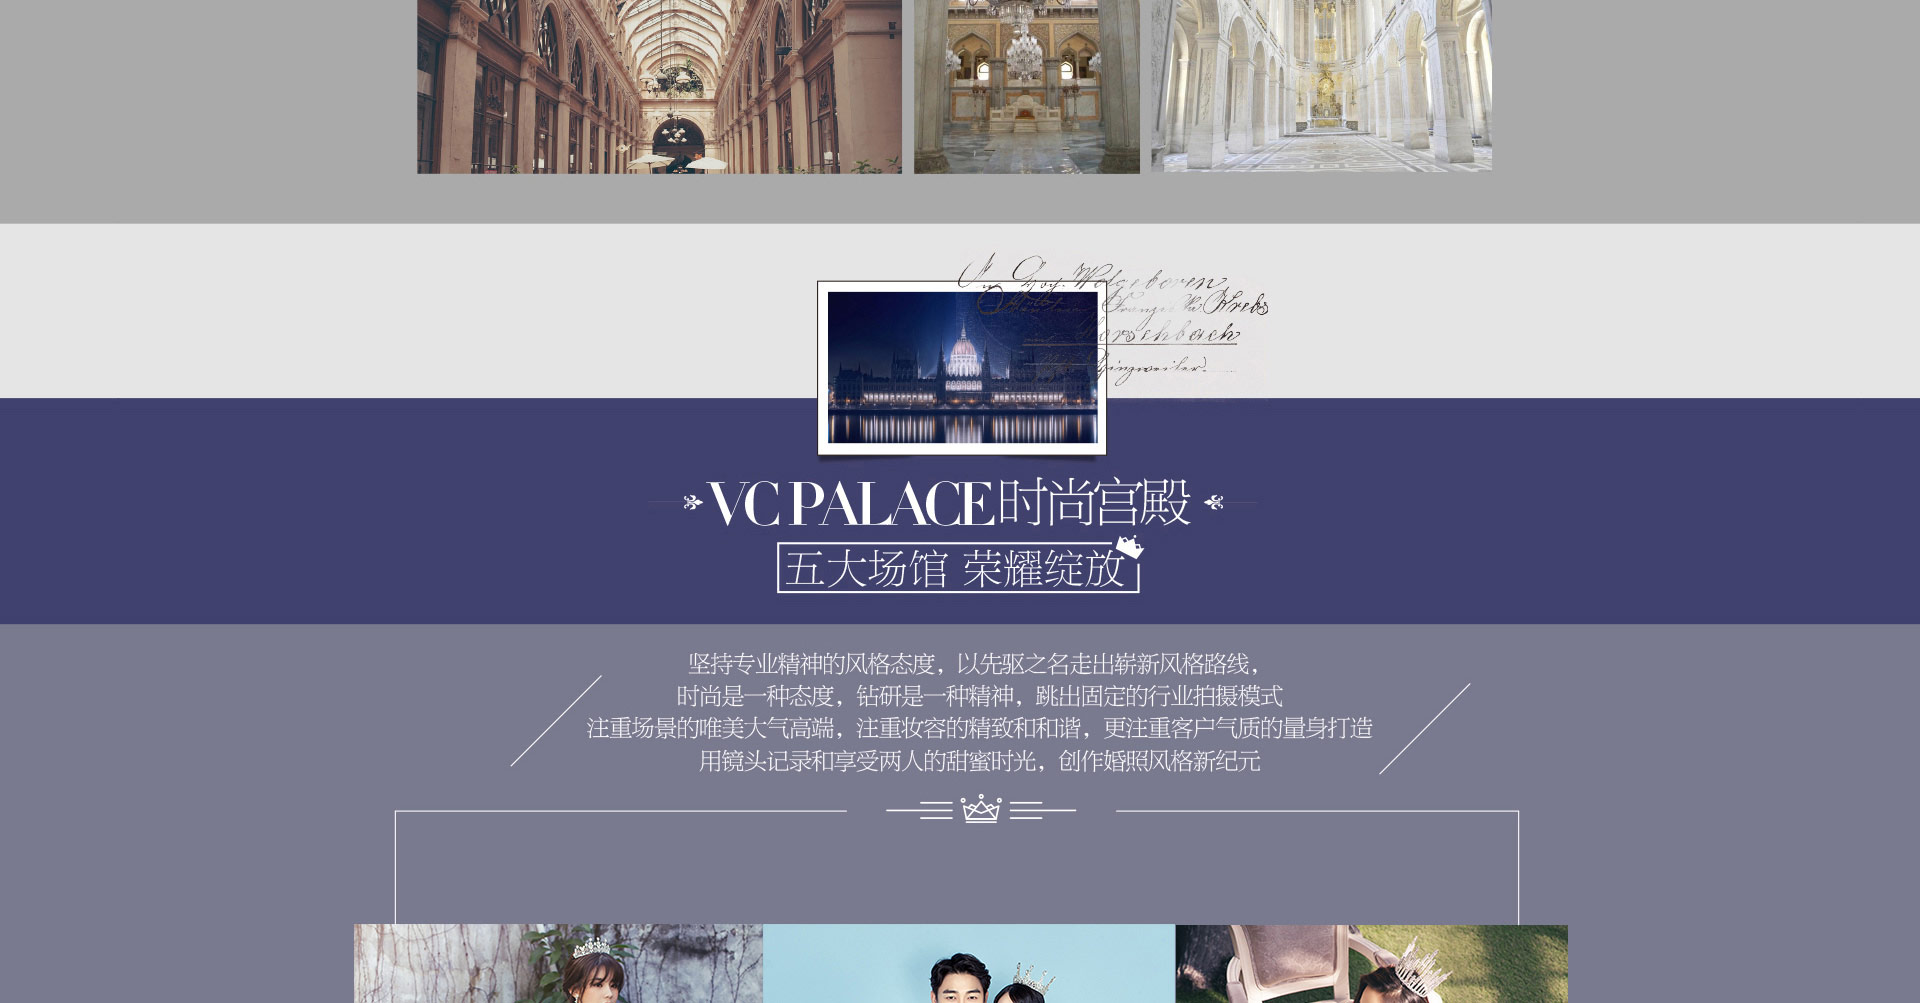 Wolgeboren
Krebs
VC PALACE时尚宫殿
五大场馆 荣耀绽放
坚持专业精神的风格态度，以先驱之名走出崭新风格路线，
时尚是一种态度，钻研是一种精神，跳出固定的行业拍摄模式
注重场景的唯美大气高端，注重妆容的精致和和谐，更注重客户气质的量身打造
用镜头记录和享受两人的甜蜜时光，创作婚照风格新纪元